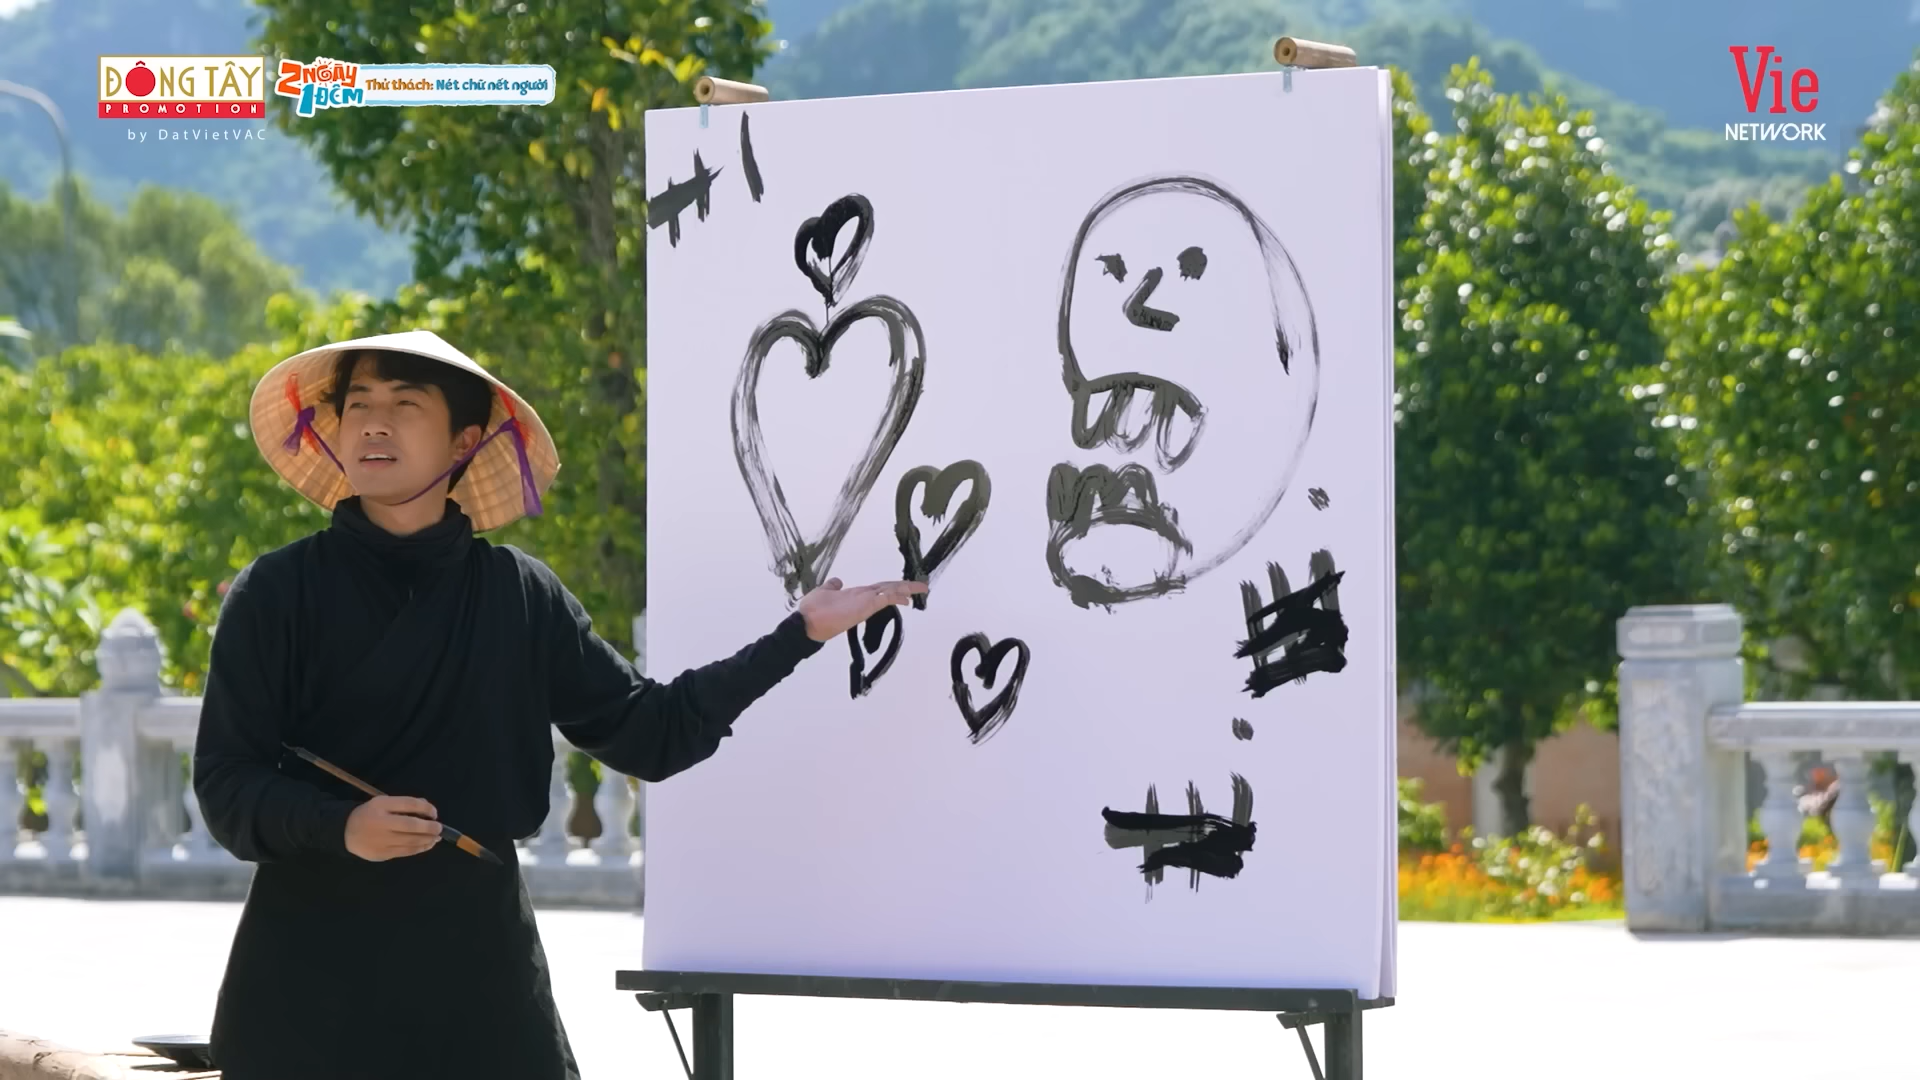 ĐÔNG TÂY
PROMOTION
by DatVietVAC
2 NGÀY
1 ĐÊM
Thử thách: Nét chữ nết người
Vie
NETWORK